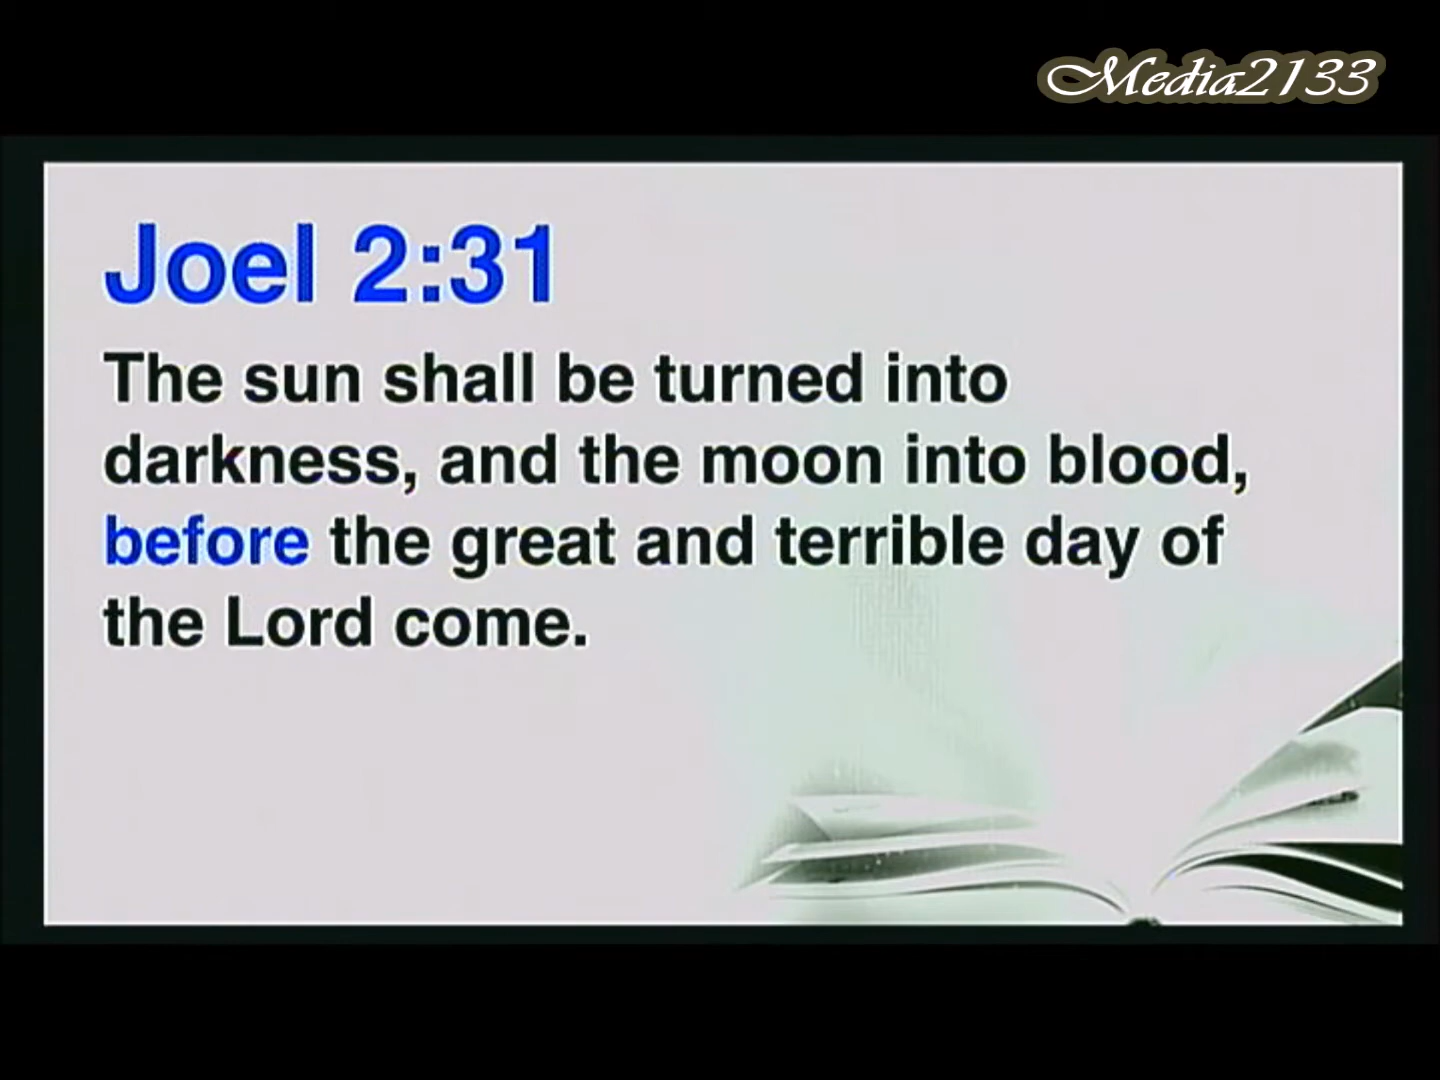 Media2133
Joel 2:31
The sun shall be turned into
darkness, and the moon into blood,
before the great and terrible day of
the Lord come.